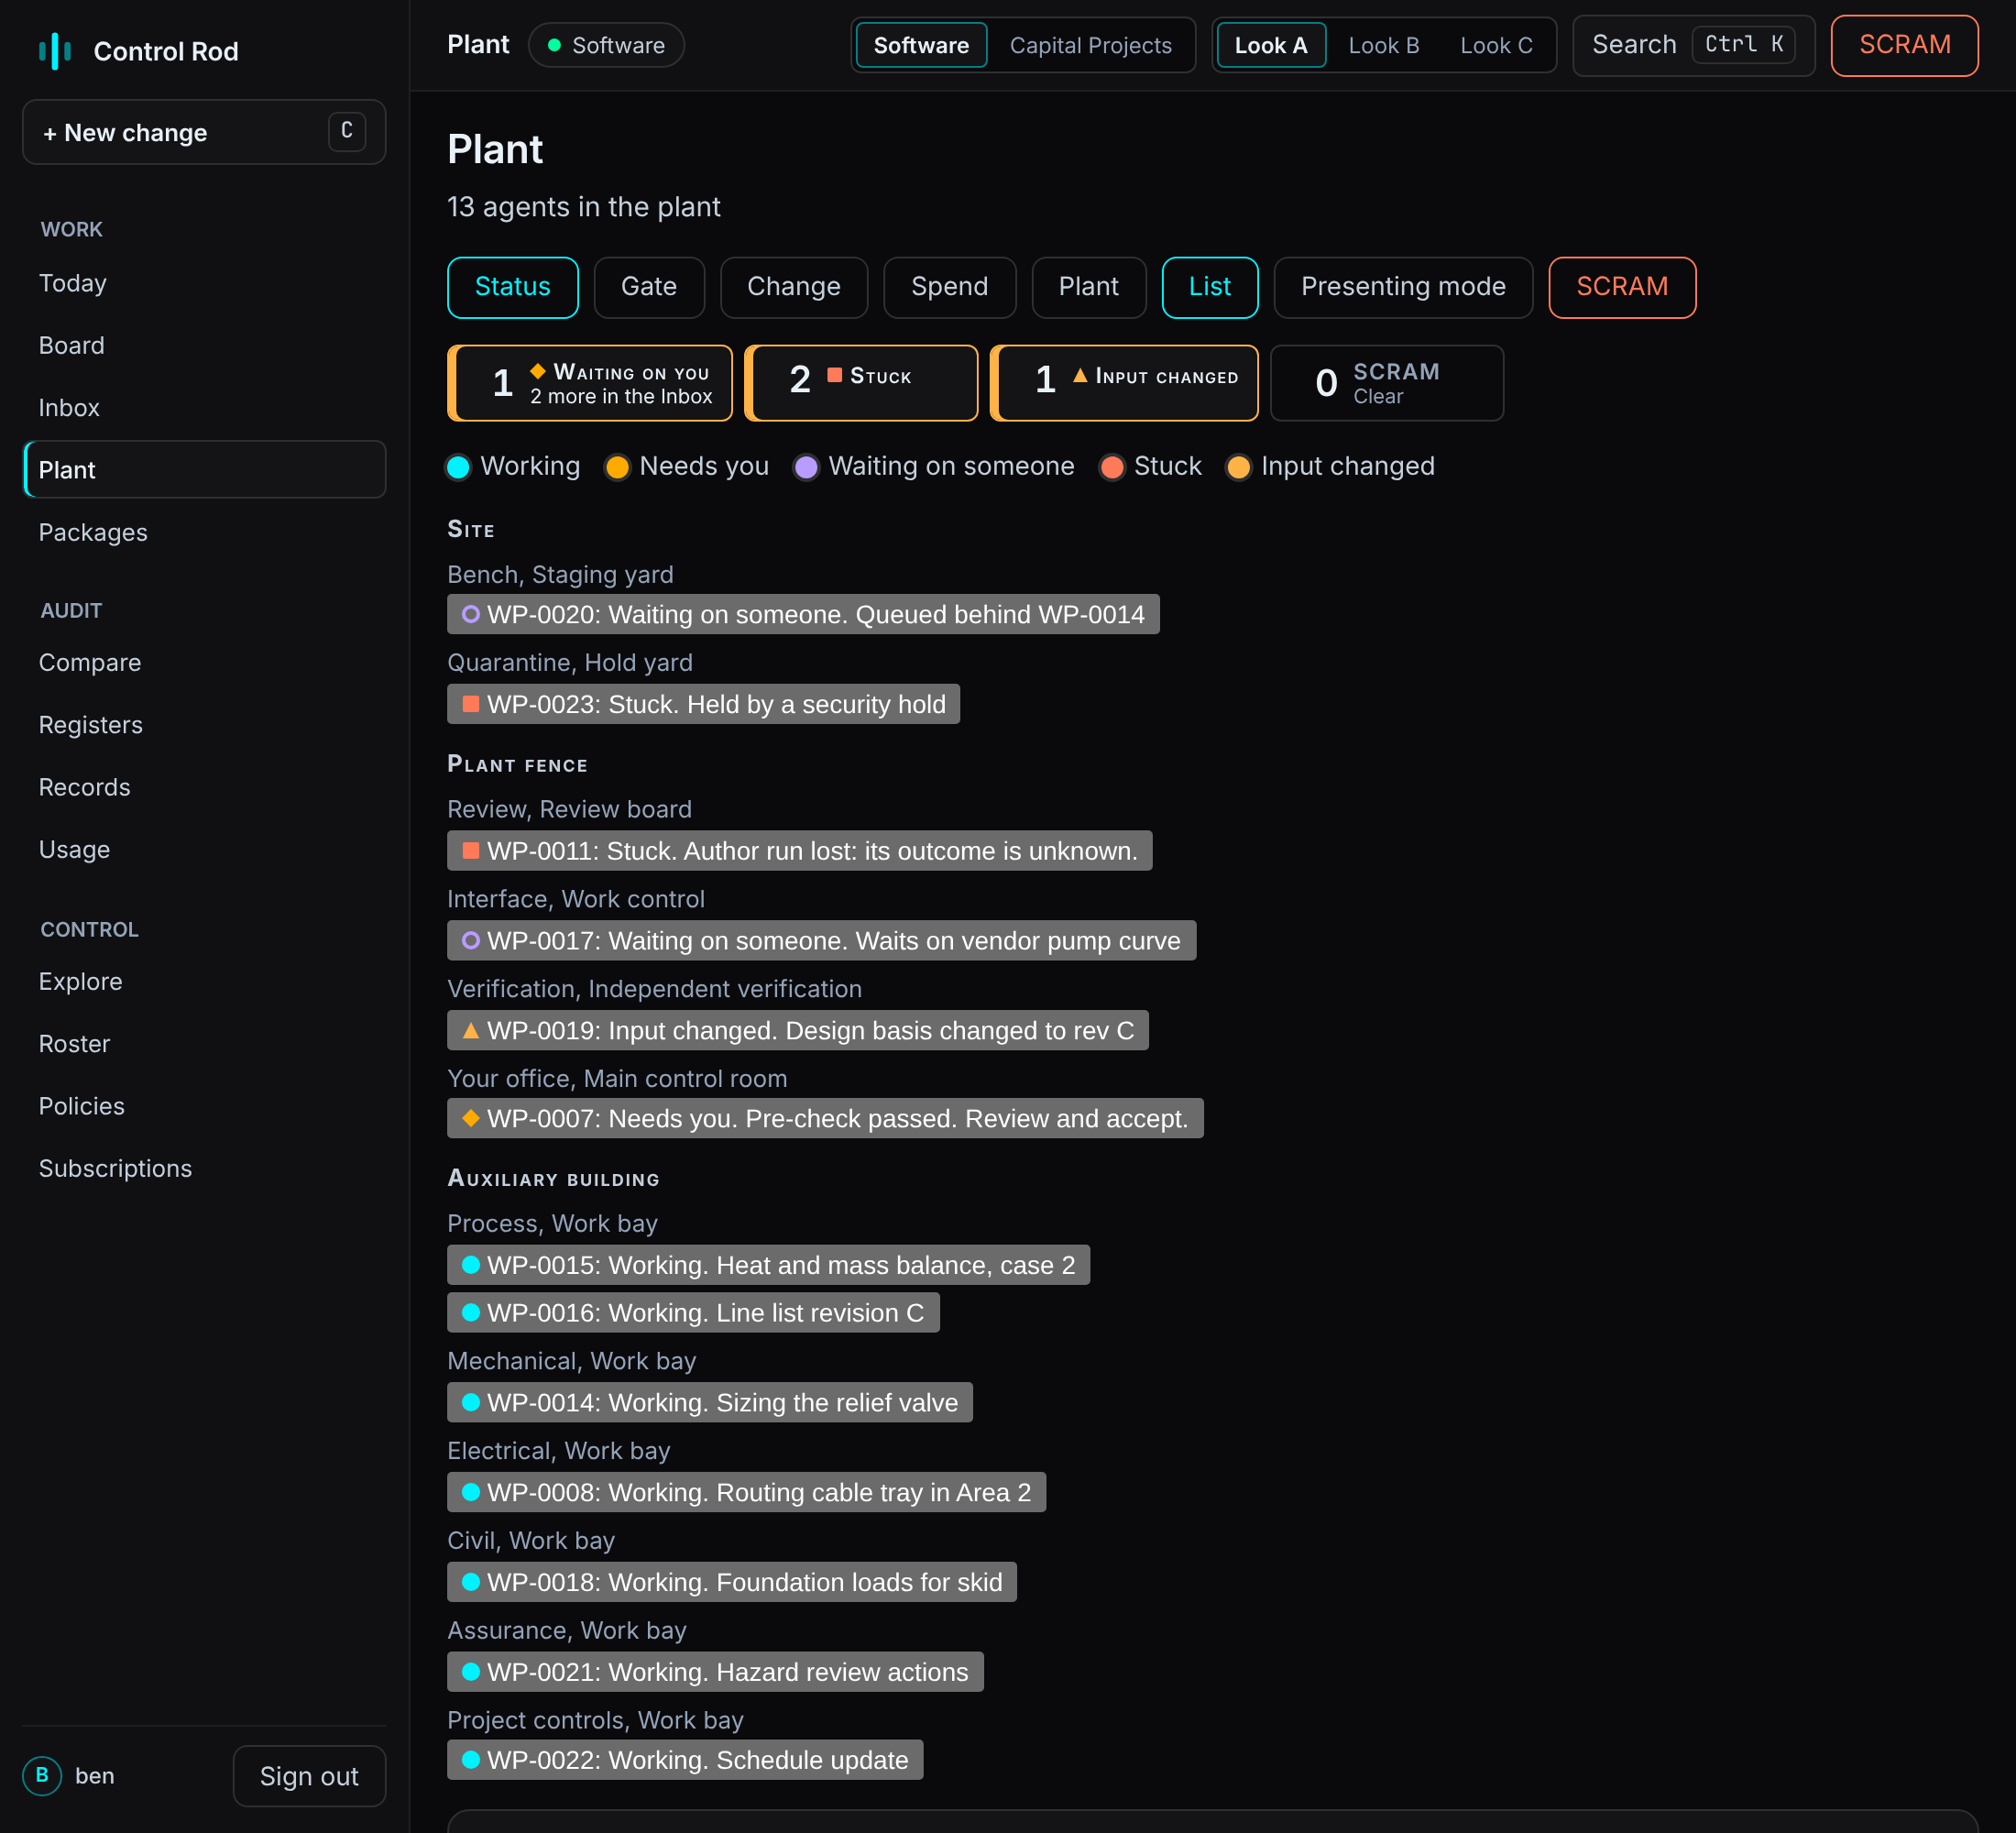 Control Rod
+ New change C
WORK
Today
Board
Inbox
Plant
Packages
AUDIT
Compare
Registers
Records
Usage
CONTROL
Explore
Roster
Policies
Subscriptions
B ben Sign out
Plant Software Software Capital Projects Look A Look B Look C Search Ctrl K SCRAM
Plant
13 agents in the plant
Status Gate Change Spend Plant List Presenting mode SCRAM
1 Waiting on you
2 more in the Inbox
2 Stuck
1 Input changed
0 SCRAM
Clear
Working Needs you Waiting on someone Stuck Input changed
Site
Bench, Staging yard
WP-0020: Waiting on someone. Queued behind WP-0014
Quarantine, Hold yard
WP-0023: Stuck. Held by a security hold
Plant fence
Review, Review board
WP-0011: Stuck. Author run lost: its outcome is unknown.
Interface, Work control
WP-0017: Waiting on someone. Waits on vendor pump curve
Verification, Independent verification
WP-0019: Input changed. Design basis changed to rev C
Your office, Main control room
WP-0007: Needs you. Pre-check passed. Review and accept.
Auxiliary building
Process, Work bay
WP-0015: Working. Heat and mass balance, case 2
WP-0016: Working. Line list revision C
Mechanical, Work bay
WP-0014: Working. Sizing the relief valve
Electrical, Work bay
WP-0008: Working. Routing cable tray in Area 2
Civil, Work bay
WP-0018: Working. Foundation loads for skid
Assurance, Work bay
WP-0021: Working. Hazard review actions
Project controls, Work bay
WP-0022: Working. Schedule update